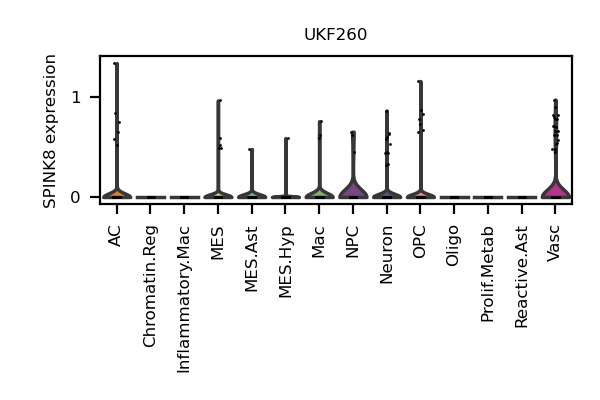 UKF260
SPINK8 expression
1
0
AC
Chromatin.Reg
Inflammatory.Mac
MES
MES.Ast
MES.Hyp
Mac
NPC
Neuron
OPC
Oligo
Prolif.Metab
Reactive.Ast
Vasc